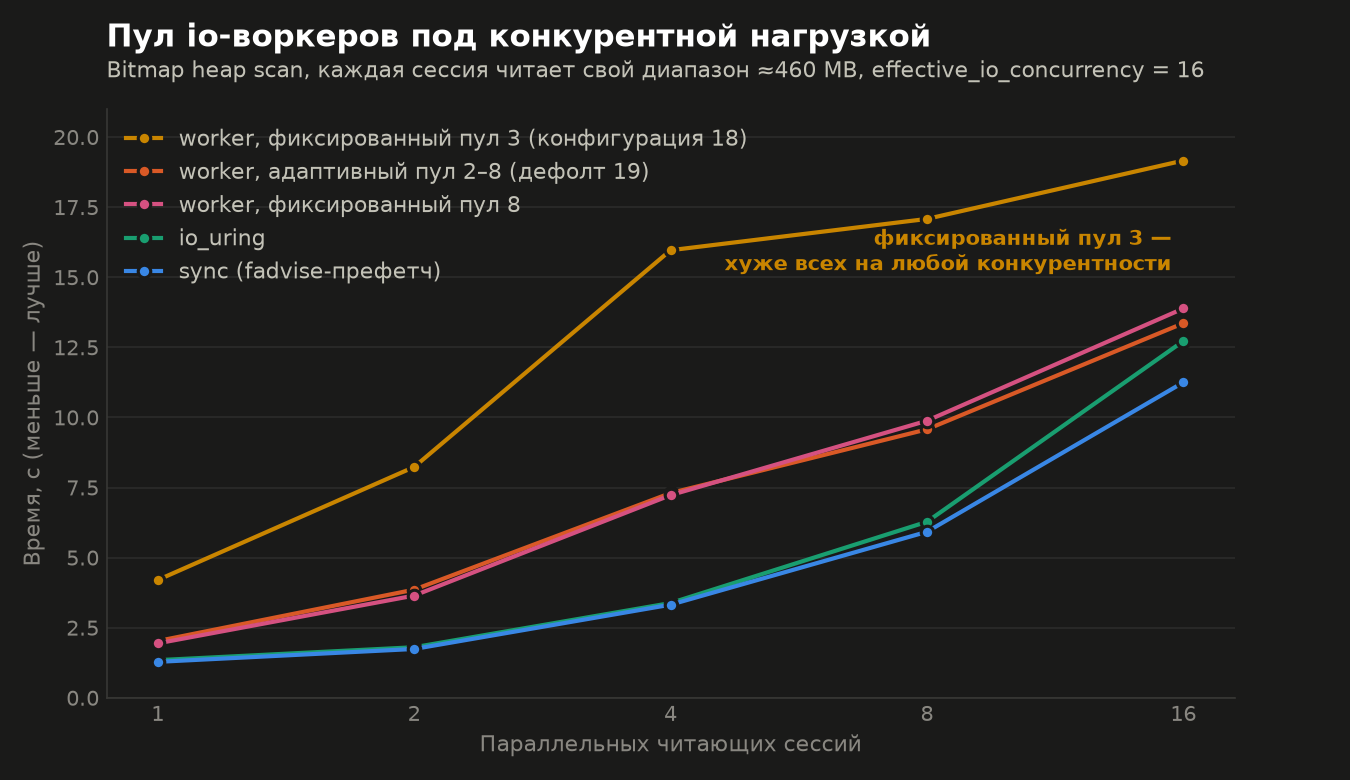 Пул io-воркеров под конкурентной нагрузкой
Bitmap heap scan, каждая сессия читает свой диапазон ≈460 MB, effective_io_concurrency = 16
worker, фиксированный пул 3 (конфигурация 18)
worker, адаптивный пул 2–8 (дефолт 19)
worker, фиксированный пул 8
io_uring
sync (fadvise-префетч)
фиксированный пул 3 —
хуже всех на любой конкурентности
Время, с (меньше — лучше)
20.0
17.5
15.0
12.5
10.0
7.5
5.0
2.5
0.0
1 2 4 8 16
Параллельных читающих сессий